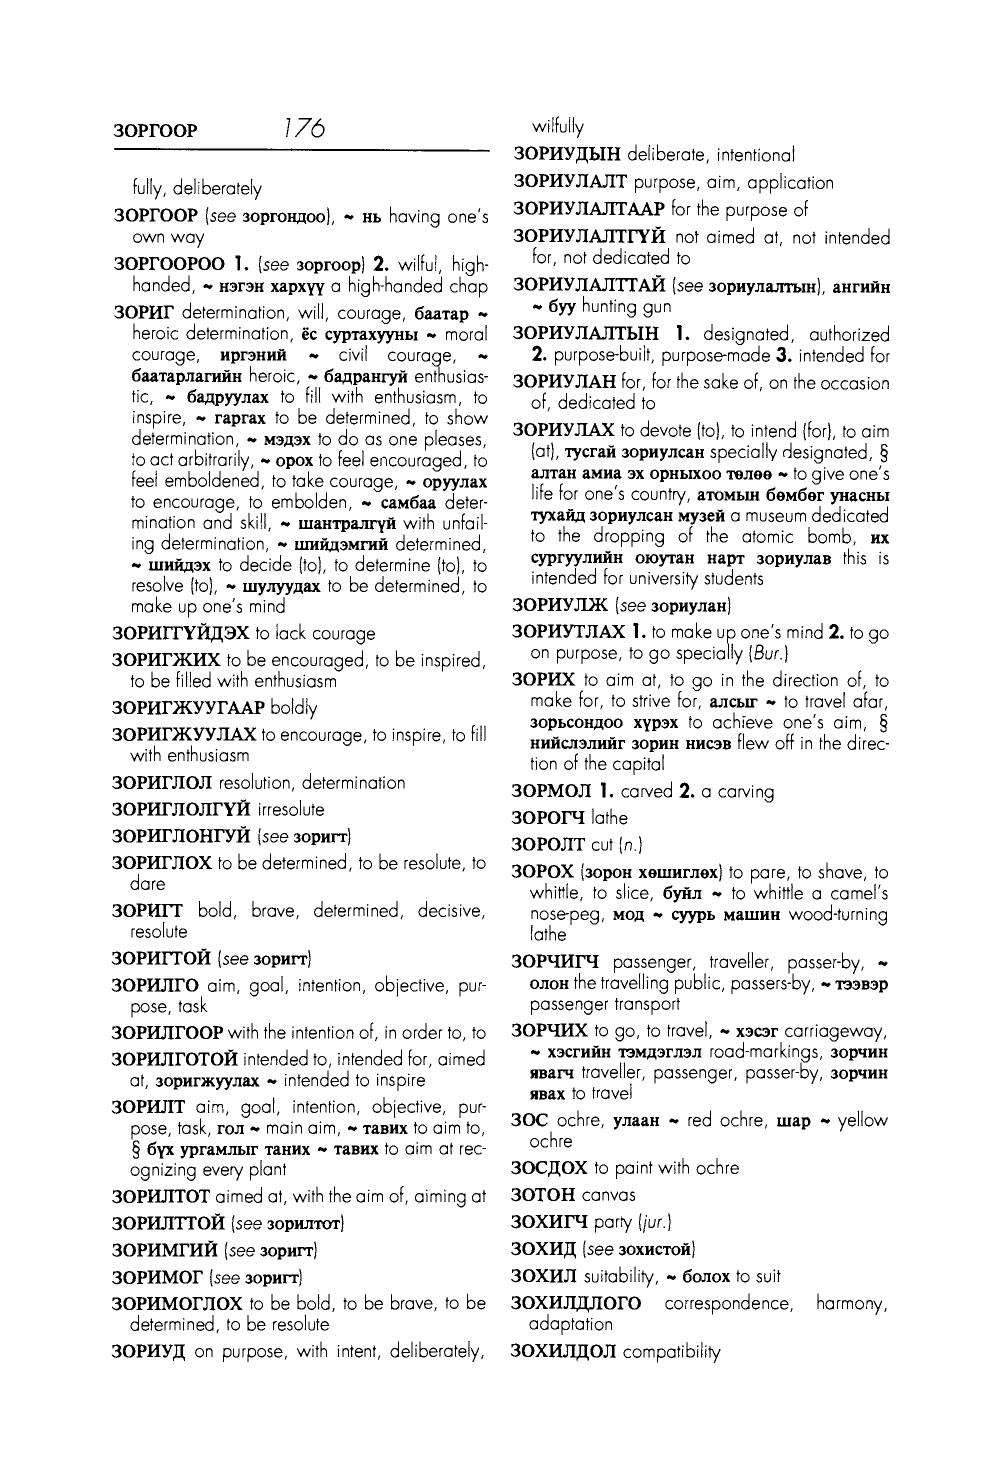 ЗОРГООР 176
fully, deliberately
ЗОРГООР (see зоргондоо), ~ нь having one's
own way
ЗОРГООРОО 1. (see зоргоор) 2. wilful, high-
handed, ~ нэгэн хархүү a high-handed chap
ЗОРИГ determination, will, courage, баатар ~
heroic determination, ёс суртахууны ~ moral
courage, иргэний ~ civil courage, ~
баатарлагийн heroic, ~ бадрангуй enthusias-
tic, ~ бадруулах to fill with enthusiasm, to
inspire, ~ гаргах to be determined, to show
determination, ~ мэдэх to do as one pleases,
to act arbitrarily, ~ орох to feel encouraged, to
feel emboldened, to take courage, ~ оруулах
to encourage, to embolden, ~ самбаа deter-
mination and skill, ~ шантралгүй with unfail-
ing determination, ~ шийдэмгий determined,
~ шийдэх to decide (to), to determine (to), to
resolve (to), ~ шулуудах to be determined, to
make up one's mind
ЗОРИГГҮЙДЭХ to lack courage
ЗОРИГЖИХ to be encouraged, to be inspired,
to be filled with enthusiasm
ЗОРИГЖУУГААР boldly
ЗОРИГЖУУЛАХ to encourage, to inspire, to fill
with enthusiasm
ЗОРИГЛОЛ resolution, determination
ЗОРИГЛОЛГҮЙ irresolute
ЗОРИГЛОНГУЙ (see зоригт)
ЗОРИГЛОХ to be determined, to be resolute, to
dare
ЗОРИГТ bold, brave, determined, decisive,
resolute
ЗОРИГТОЙ (see зоригт)
ЗОРИЛГО aim, goal, intention, objective, pur-
pose, task
ЗОРИЛГООР with the intention of, in order to, to
ЗОРИЛГОТОЙ intended to, intended for, aimed
at, зоригжуулах ~ intended to inspire
ЗОРИЛТ aim, goal, intention, objective, pur-
pose, task, гол ~ main aim, ~ тавих to aim to,
§ бүх ургамлыг таних ~ тавих to aim at rec-
ognizing every plant
ЗОРИЛТОТ aimed at, with the aim of, aiming at
ЗОРИЛТТОЙ (see зорилтот)
ЗОРИМГИЙ (see зоригт)
ЗОРИМОГ (see зоригт)
ЗОРИМОГЛОХ to be bold, to be brave, to be
determined, to be resolute
ЗОРИУД on purpose, with intent, deliberately,
wilfully
ЗОРИУДЫН deliberate, intentional
ЗОРИУЛАЛТ purpose, aim, application
ЗОРИУЛАЛТААР for the purpose of
ЗОРИУЛАЛТГҮЙ not aimed at, not intended
for, not dedicated to
ЗОРИУЛАЛТТАЙ (see зориулалтын), ангийн
~ буу hunting gun
ЗОРИУЛАЛТЫН 1. designated, authorized
2. purpose-built, purpose-made 3. intended for
ЗОРИУЛАН for, for the sake of, on the occasion
of, dedicated to
ЗОРИУЛАХ to devote (to), to intend (for), to aim
(at), тусгай зориулсан specially designated, §
алтан амиа эх орныхоо төлөө ~ to give one's
life for one's country, атомын бөмбөг унасны
тухайд зориулсан музей a museum dedicated
to the dropping of the atomic bomb, их
сургуулийн оюутан нарт зориулав this is
intended for university students
ЗОРИУЛЖ (see зориулан)
ЗОРИУТЛАХ 1. to make up one's mind 2. to go
on purpose, to go specially (Bur.)
ЗОРИХ to aim at, to go in the direction of, to
make for, to strive for, алсыг ~ to travel afar,
зорьсондоо хүрэх to achieve one's aim, §
нийслэлийг зорин нисэв flew off in the direc-
tion of the capital
ЗОРМОЛ 1. carved 2. a carving
ЗОРОГЧ lathe
ЗОРОЛТ cut (n.)
ЗОРОХ (зорон хөшиглөх) to pare, to shave, to
whittle, to slice, буйл ~ to whittle a camel's
nose-peg, мод ~ суурь машин wood-turning
lathe
ЗОРЧИГЧ passenger, traveller, passer-by, ~
олон the travelling public, passers-by, ~ тээвэр
passenger transport
ЗОРЧИХ to go, to travel, ~ хэсэг carriageway,
~ хэсгийн тэмдэглэл road-markings, зорчин
явагч traveller, passenger, passer-by, зорчин
явах to travel
ЗОС ochre, улаан ~ red ochre, шар ~ yellow
ochre
ЗОСДОХ to paint with ochre
ЗОТОН canvas
ЗОХИГЧ party (jur.)
ЗОХИД (see зохистой)
ЗОХИЛ suitability, ~ болох to suit
ЗОХИЛДЛОГО correspondence, harmony,
adaptation
ЗОХИЛДОЛ compatibility